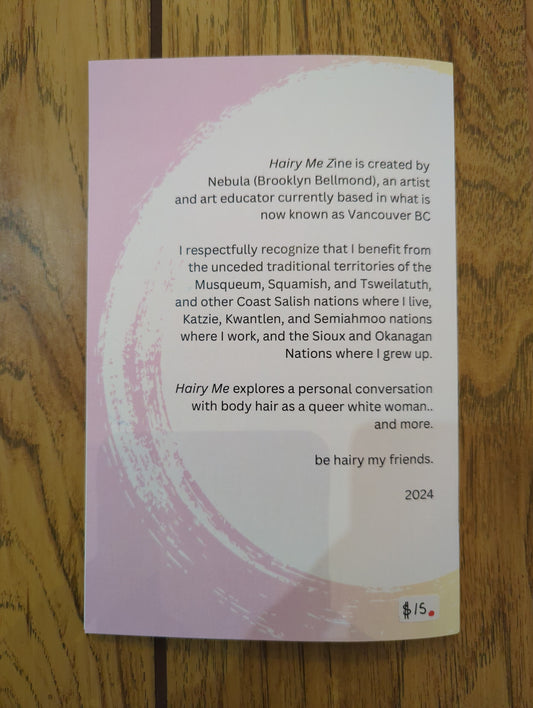 Hairy Me Zine is created by
Nebula (Brooklyn Bellmond), an artist
and art educator currently based in what is
now known as Vancouver BC
I respectfully recognize that I benefit from
the unceded traditional territories of the
Musqueum, Squamish, and Tsweilatuth,
and other Coast Salish nations where I live,
Katzie, Kwantlen, and Semiahmoo nations
where I work, and the Sioux and Okanagan
Nations where I grew up.
Hairy Me explores a personal conversation
with body hair as a queer white woman..
and more.
be hairy my friends.
2024
$15.